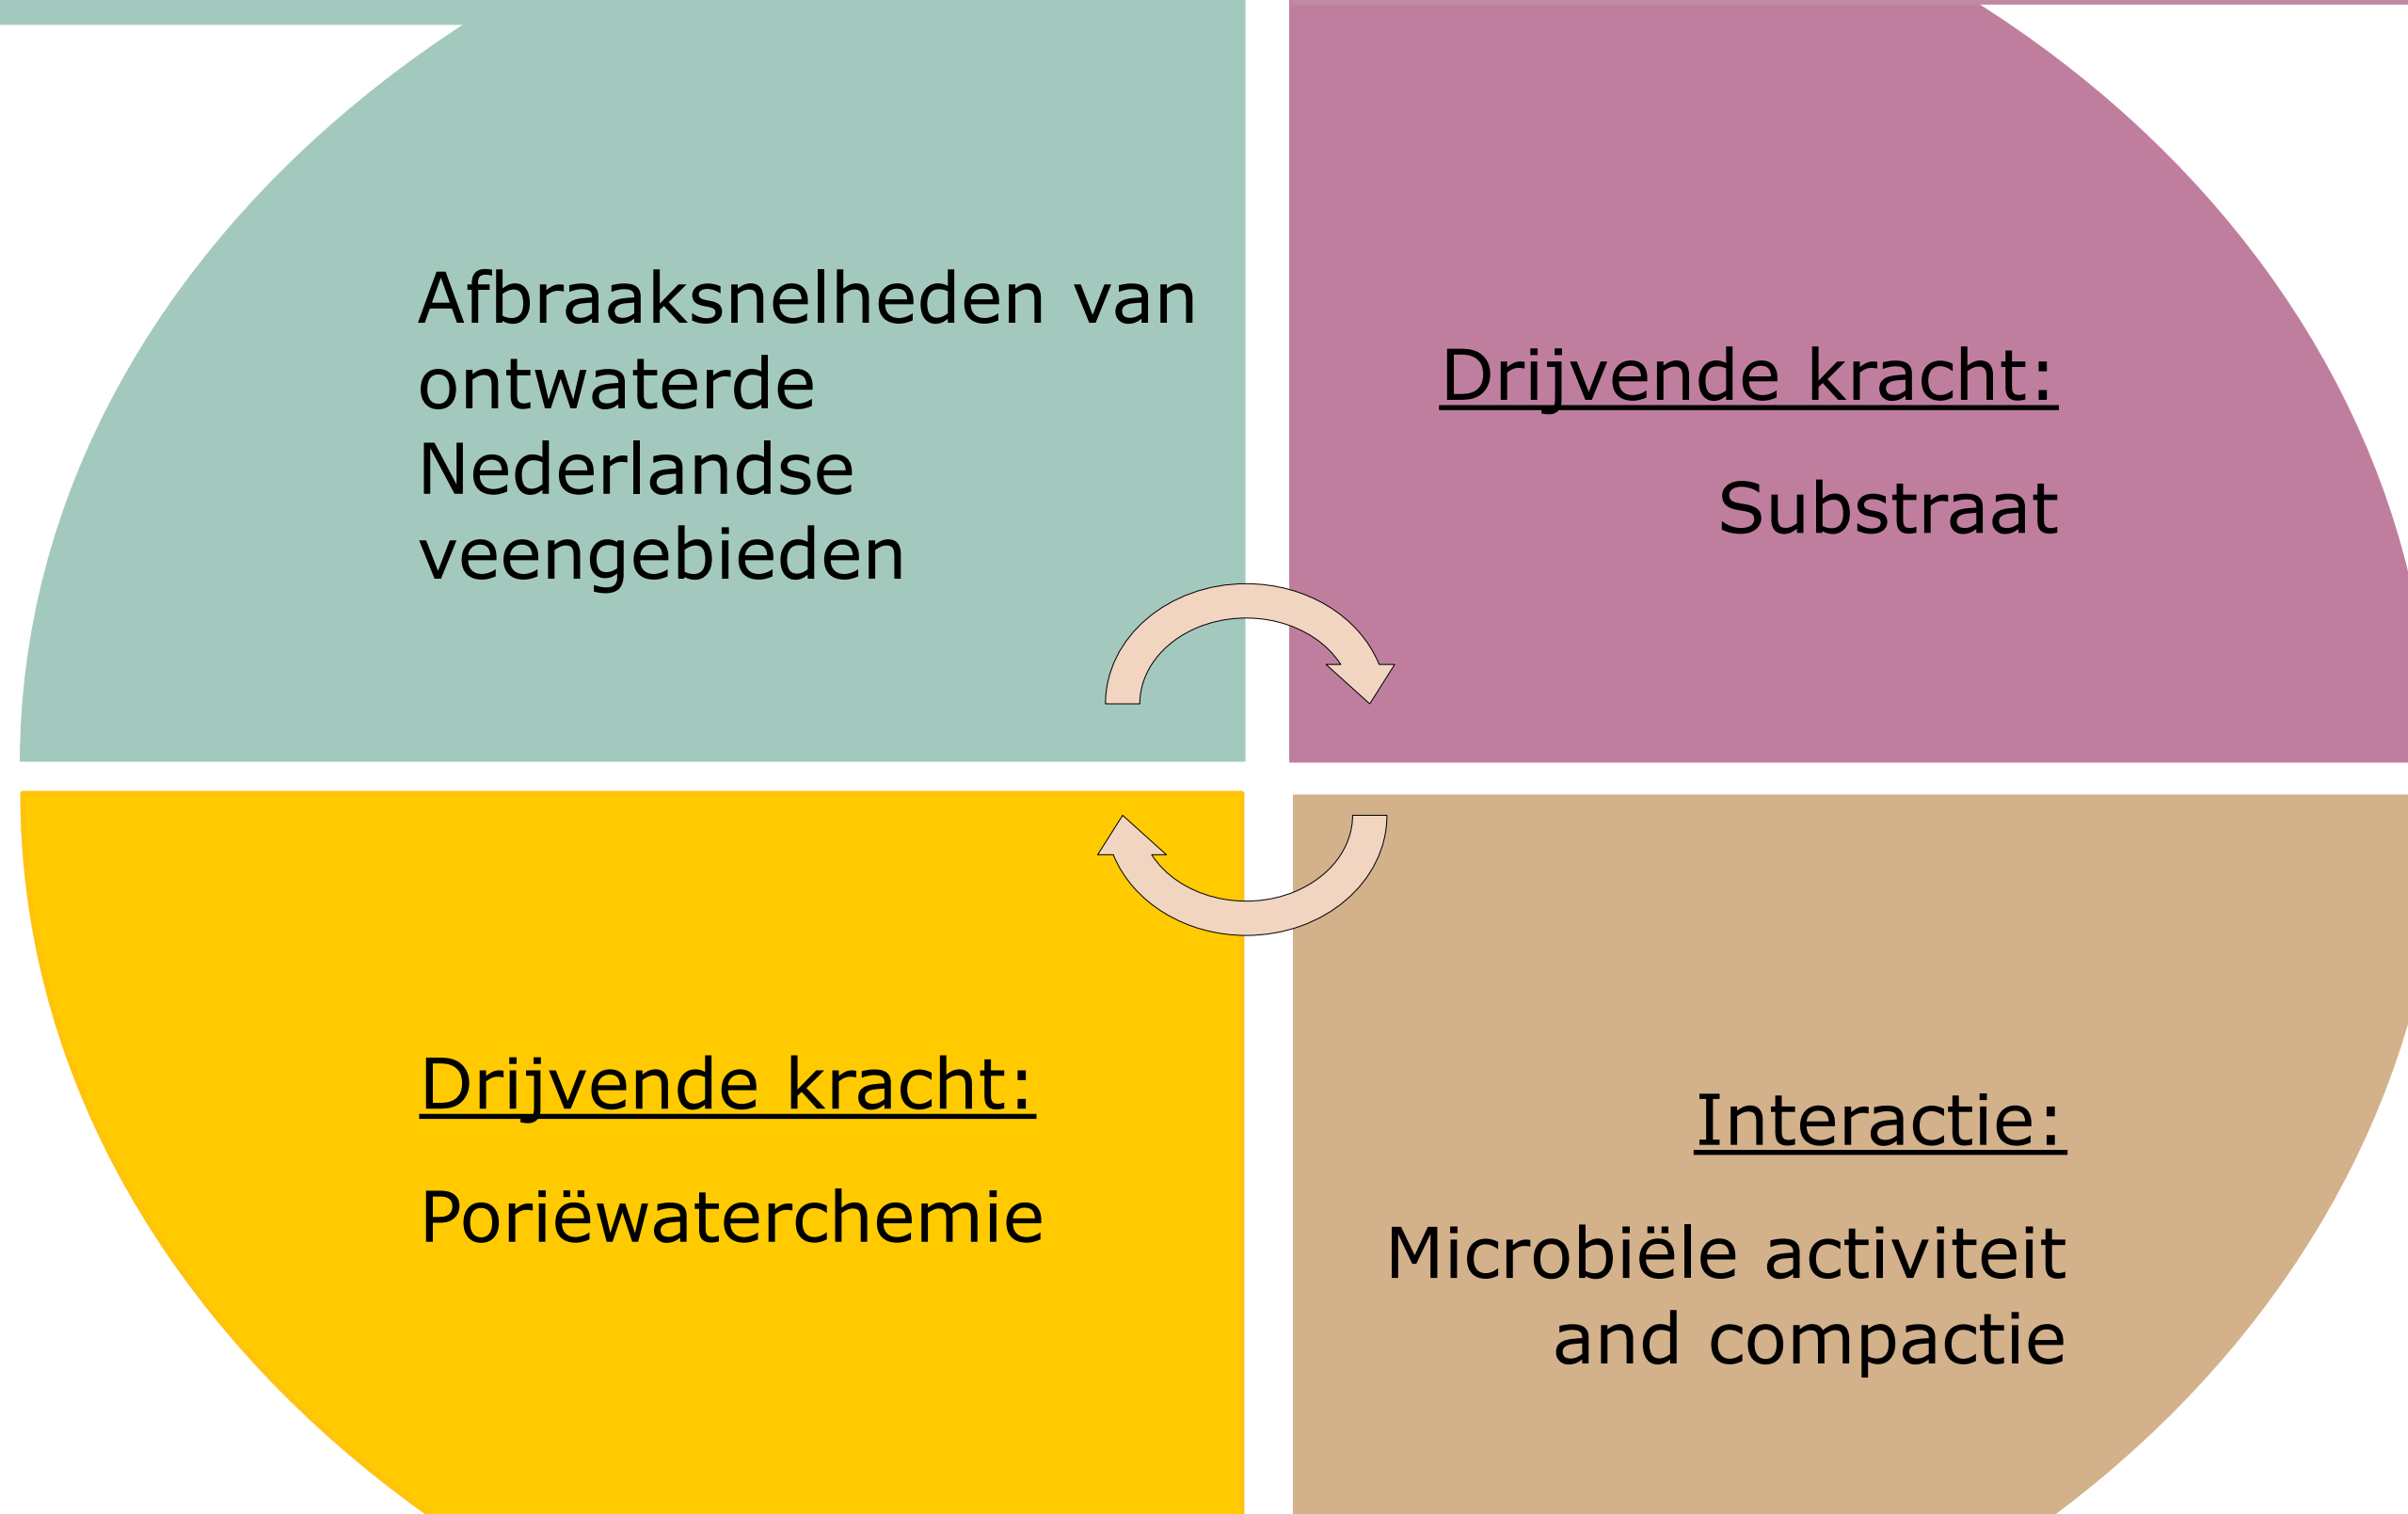 Afbraaksnelheden van
ontwaterde
Nederlandse
veengebieden
Drijvende kracht:
Substraat
Drijvende kracht:
Poriëwaterchemie
Interactie:
Microbiële activiteit
and compactie